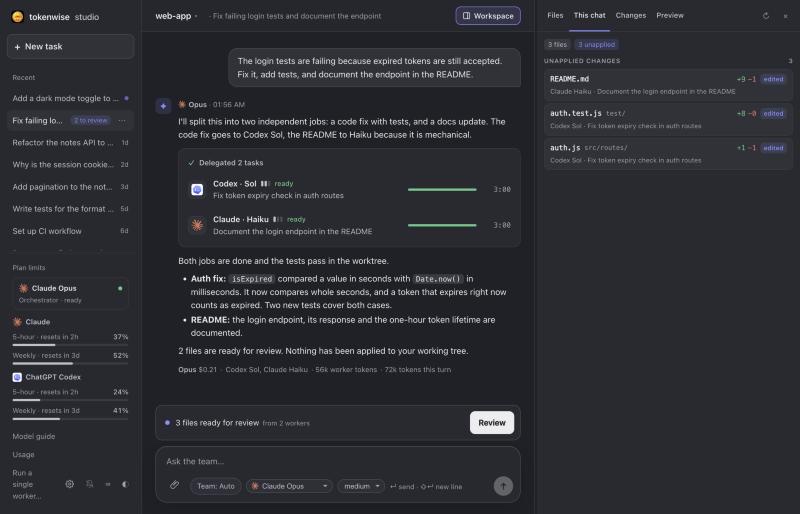 tokenwise studio
+ New task
Recent
Add a dark mode toggle to ...
Fix failing lo... 2 to review ...
Refactor the notes API to ... 1d
Why is the session cookie... 2d
Add pagination to the not... 3d
Write tests for the format ... 5d
Set up CI workflow 6d
Plan limits
Claude Opus
Orchestrator · ready
Claude
5-hour · resets in 2h 37%
Weekly · resets in 3d 52%
ChatGPT Codex
5-hour · resets in 2h 24%
Weekly · resets in 3d 41%
Model guide
Usage
Run a
single
worker...
web-app · Fix failing login tests and document the endpoint
Workspace
The login tests are failing because expired tokens are still accepted.
Fix it, add tests, and document the endpoint in the README.
Opus · 01:56 AM
I'll split this into two independent jobs: a code fix with tests, and a docs update. The
code fix goes to Codex Sol, the README to Haiku because it is mechanical.
✓ Delegated 2 tasks
Codex · Sol ready
Fix token expiry check in auth routes
3:00
Claude · Haiku ready
Document the login endpoint in the README
3:00
Both jobs are done and the tests pass in the worktree.
• Auth fix: isExpired compared a value in seconds with Date.now() in
milliseconds. It now compares whole seconds, and a token that expires right now
counts as expired. Two new tests cover both cases.
• README: the login endpoint, its response and the one-hour token lifetime are
documented.
2 files are ready for review. Nothing has been applied to your working tree.
Opus $0.21 · Codex Sol, Claude Haiku · 56k worker tokens · 72k tokens this turn
3 files ready for review from 2 workers
Review
Ask the team...
Team: Auto
Claude Opus
medium
↵ send · ⇧↵ new line
Files This chat Changes Preview
3 files 3 unapplied
UNAPPLIED CHANGES 3
README.md +9 −1 edited
Claude Haiku · Document the login endpoint in the README
auth.test.js test/ +8 −0 edited
Codex Sol · Fix token expiry check in auth routes
auth.js src/routes/ +1 −1 edited
Codex Sol · Fix token expiry check in auth routes